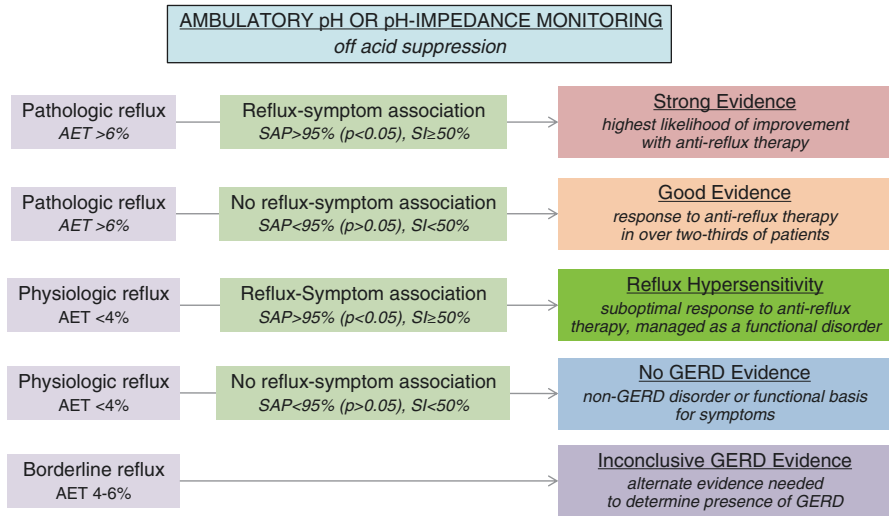 AMBULATORY pH OR pH-IMPEDANCE MONITORING
off acid suppression
Pathologic reflux
AET >6%
Reflux-symptom association
SAP>95% (p<0.05), SI≥50%
Strong Evidence
highest likelihood of improvement
with anti-reflux therapy
Pathologic reflux
AET >6%
No reflux-symptom association
SAP<95% (p>0.05), SI<50%
Good Evidence
response to anti-reflux therapy
in over two-thirds of patients
Physiologic reflux
AET <4%
Reflux-Symptom association
SAP>95% (p<0.05), SI≥50%
Reflux Hypersensitivity
suboptimal response to anti-reflux
therapy, managed as a functional disorder
Physiologic reflux
AET <4%
No reflux-symptom association
SAP<95% (p>0.05), SI<50%
No GERD Evidence
non-GERD disorder or functional basis
for symptoms
Borderline reflux
AET 4-6%
Inconclusive GERD Evidence
alternate evidence needed
to determine presence of GERD